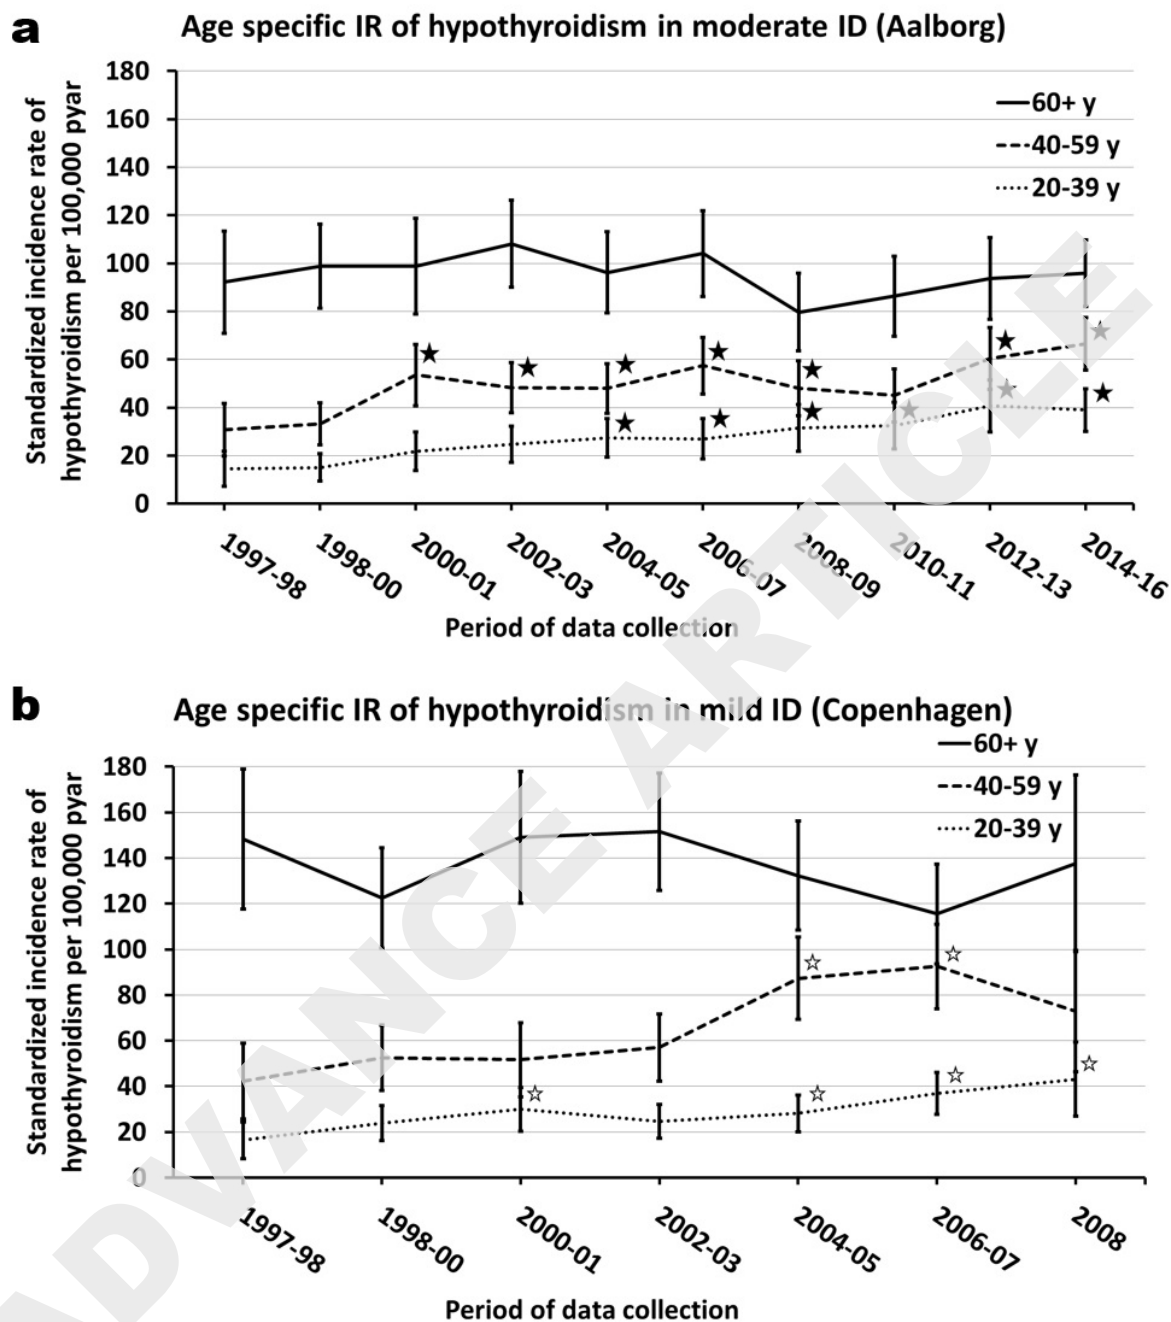 a
Age specific IR of hypothyroidism in moderate ID (Aalborg)
Standardized incidence rate of
hypothyroidism per 100,000 pyar
180
160
140
120
100
80
60
40
20
0
60+ y
40-59 y
20-39 y
1997-98
1998-00
2000-01
2002-03
2004-05
2006-07
2008-09
2010-11
2012-13
2014-16
Period of data collection
b
Age specific IR of hypothyroidism in mild ID (Copenhagen)
Standardized incidence rate of
hypothyroidism per 100,000 pyar
180
160
140
120
100
80
60
40
20
0
60+ y
40-59 y
20-39 y
1997-98
1998-00
2000-01
2002-03
2004-05
2006-07
2008
Period of data collection
ADVANCE ARTICLE